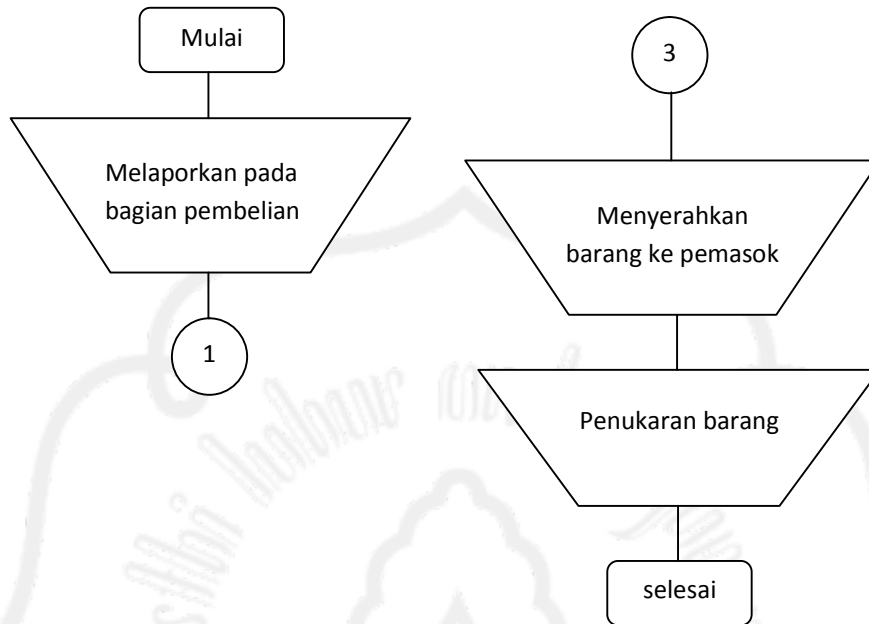 Mulai
Melaporkan pada
bagian pembelian
1
3
Menyerahkan
barang ke pemasok
Penukaran barang
selesai